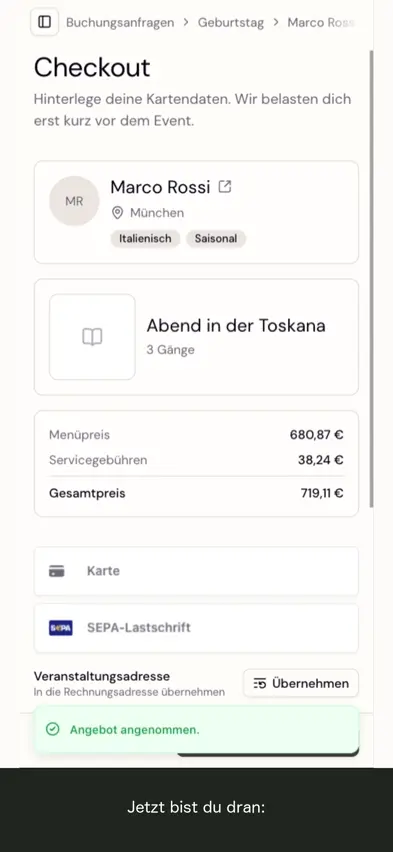 Buchungsanfragen > Geburtstag > Marco Rossi
Checkout
Hinterlege deine Kartendaten. Wir belasten dich
erst kurz vor dem Event.
MR
Marco Rossi
München
Italienisch Saisonal
Abend in der Toskana
3 Gänge
Menüpreis 680,87 €
Servicegebühren 38,24 €
Gesamtpreis 719,11 €
Karte
SEPA SEPA-Lastschrift
Veranstaltungsadresse
In die Rechnungsadresse übernehmen
Übernehmen
Angebot angenommen.
Jetzt bist du dran: